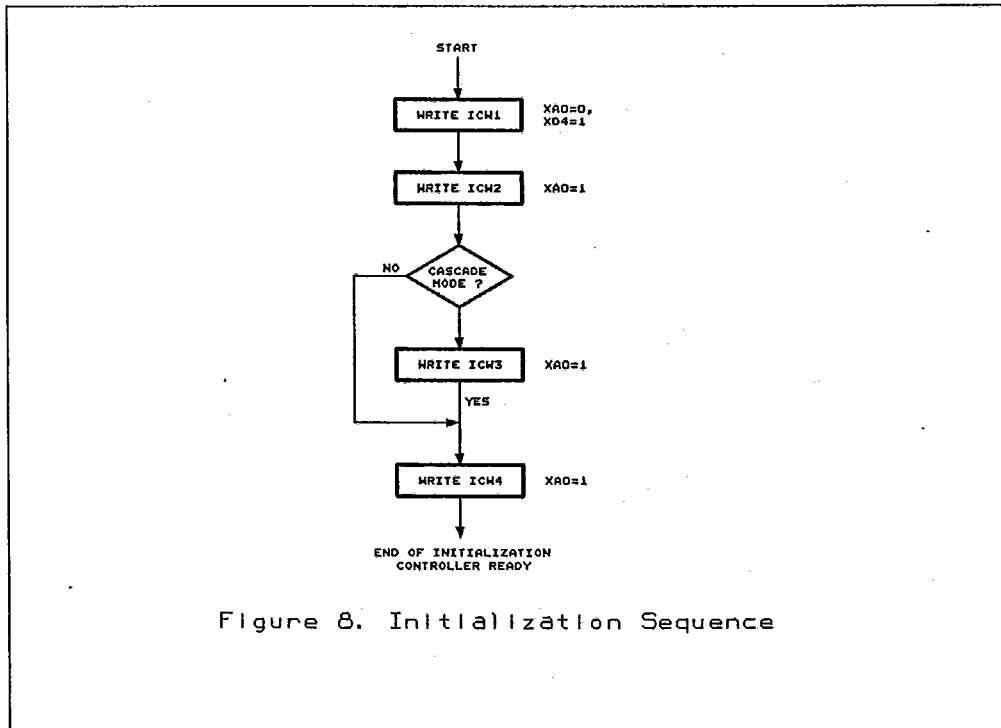 START
WRITE ICW1
XA0=0,
XD4=1
WRITE ICW2
XA0=1
NO
CASCADE
MODE ?
WRITE ICW3
XA0=1
YES
WRITE ICW4
XA0=1
END OF INITIALIZATION
CONTROLLER READY
Figure 8. Initialization Sequence